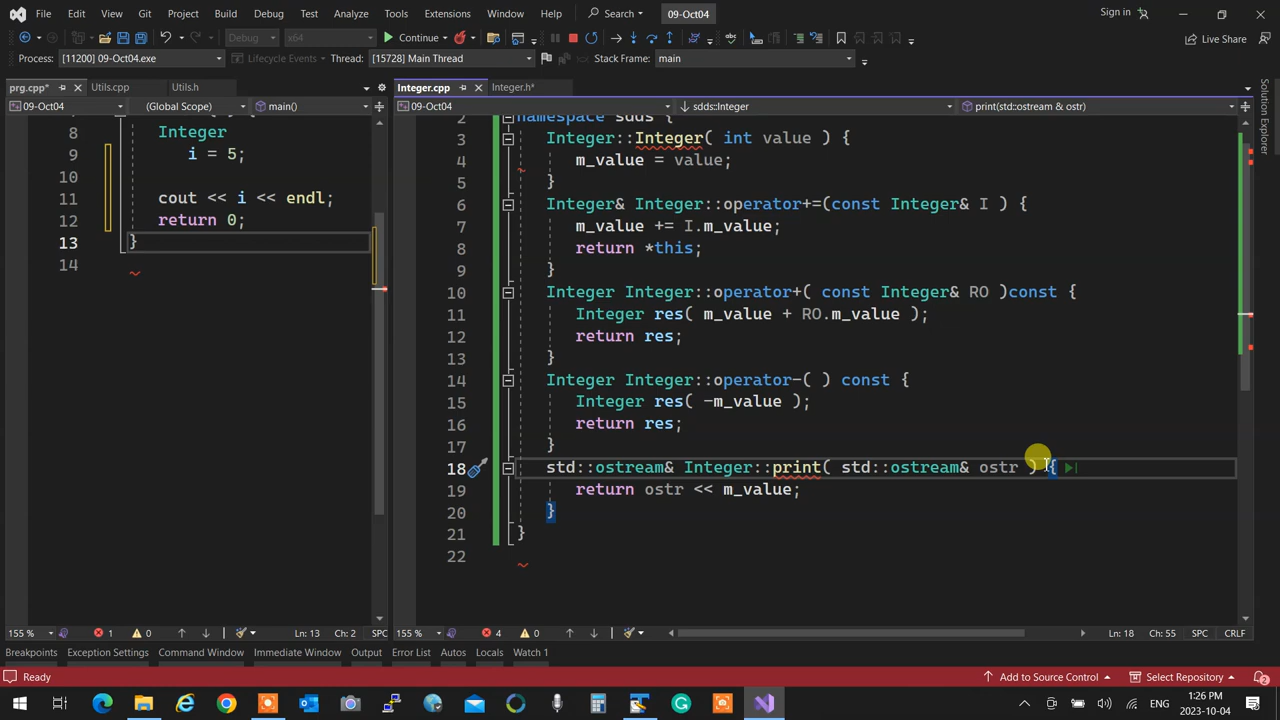 File Edit View Git Project Build Debug Test Analyze Tools Extensions Window Help Search 09-Oct04 Sign in
Debug x64 Continue Live Share
Process: [11200] 09-Oct04.exe Lifecycle Events Thread: [15728] Main Thread Stack Frame: main
prg.cpp* Utils.cpp Utils.h
09-Oct04 (Global Scope) main()
8 Integer
9 i = 5;
10
11 cout << i << endl;
12 return 0;
13 }
14
155 % 1 0 Ln: 13 Ch: 2 SPC
Integer.cpp Integer.h*
09-Oct04 sdds::Integer print(std::ostream & ostr)
2 namespace sdds {
3 Integer::Integer( int value ) {
4 m_value = value;
5 }
6 Integer& Integer::operator+=(const Integer& I ) {
7 m_value += I.m_value;
8 return *this;
9 }
10 Integer Integer::operator+( const Integer& RO )const {
11 Integer res( m_value + RO.m_value );
12 return res;
13 }
14 Integer Integer::operator-( ) const {
15 Integer res( -m_value );
16 return res;
17 }
18 std::ostream& Integer::print( std::ostream& ostr ) {
19 return ostr << m_value;
20 }
21 }
22
155 % 4 0 Ln: 18 Ch: 55 SPC CRLF
Solution Explorer
Breakpoints Exception Settings Command Window Immediate Window Output Error List Autos Locals Watch 1
Ready Add to Source Control Select Repository 2
ENG 1:26 PM
2023-10-04